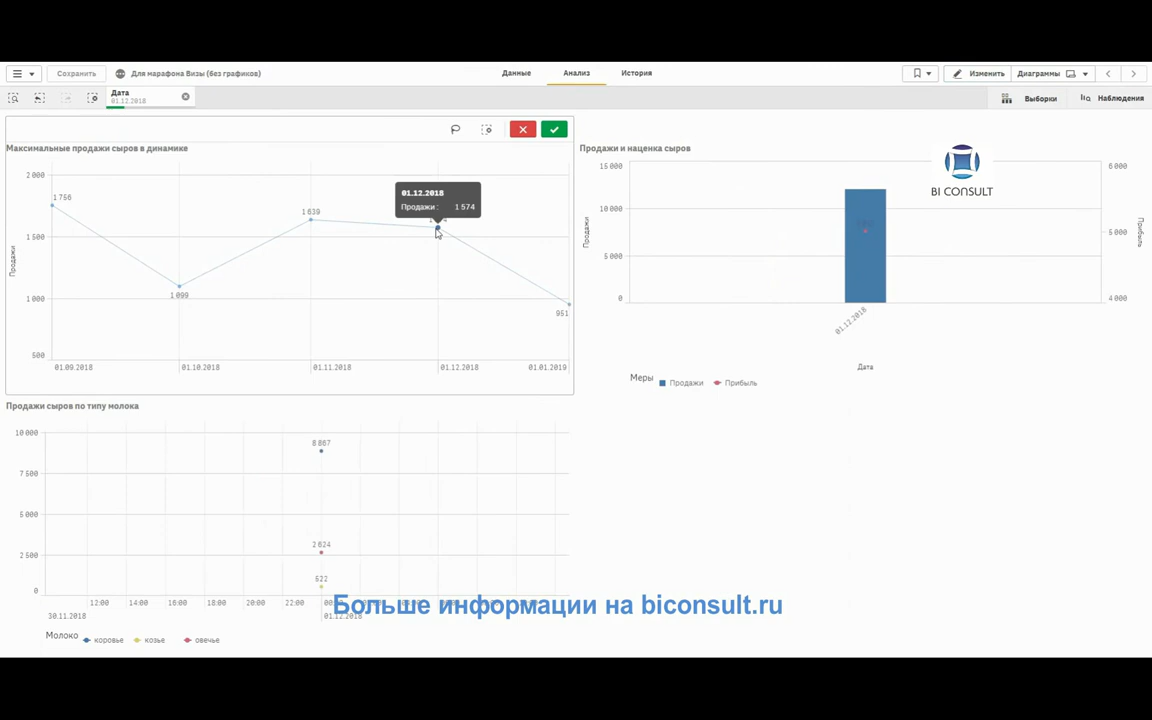 Сохранить
Для марафона Визы (без графиков)
Данные
Анализ
История
Изменить
Диаграммы
Дата
01.12.2018
Выборки
Наблюдения
Максимальные продажи сыров в динамике
2 000
1 500
1 000
500
Продажи
1 756
1 099
1 639
951
01.12.2018
Продажи : 1 574
01.09.2018
01.10.2018
01.11.2018
01.12.2018
01.01.2019
Продажи и наценка сыров
BI CONSULT
15 000
10 000
5 000
0
Продажи
6 000
5 000
4 000
Прибыль
01.12.2018
Дата
Меры
Продажи
Прибыль
Продажи сыров по типу молока
10 000
7 500
5 000
2 500
0
8 867
2 624
522
12:00
14:00
16:00
18:00
20:00
22:00
30.11.2018
01.12.2018
Больше информации на biconsult.ru
Молоко
коровье
козье
овечье